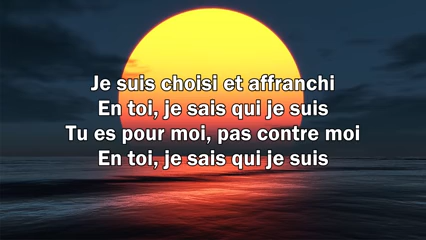 Je suis choisi et affranchi
En toi, je sais qui je suis
Tu es pour moi, pas contre moi
En toi, je sais qui je suis